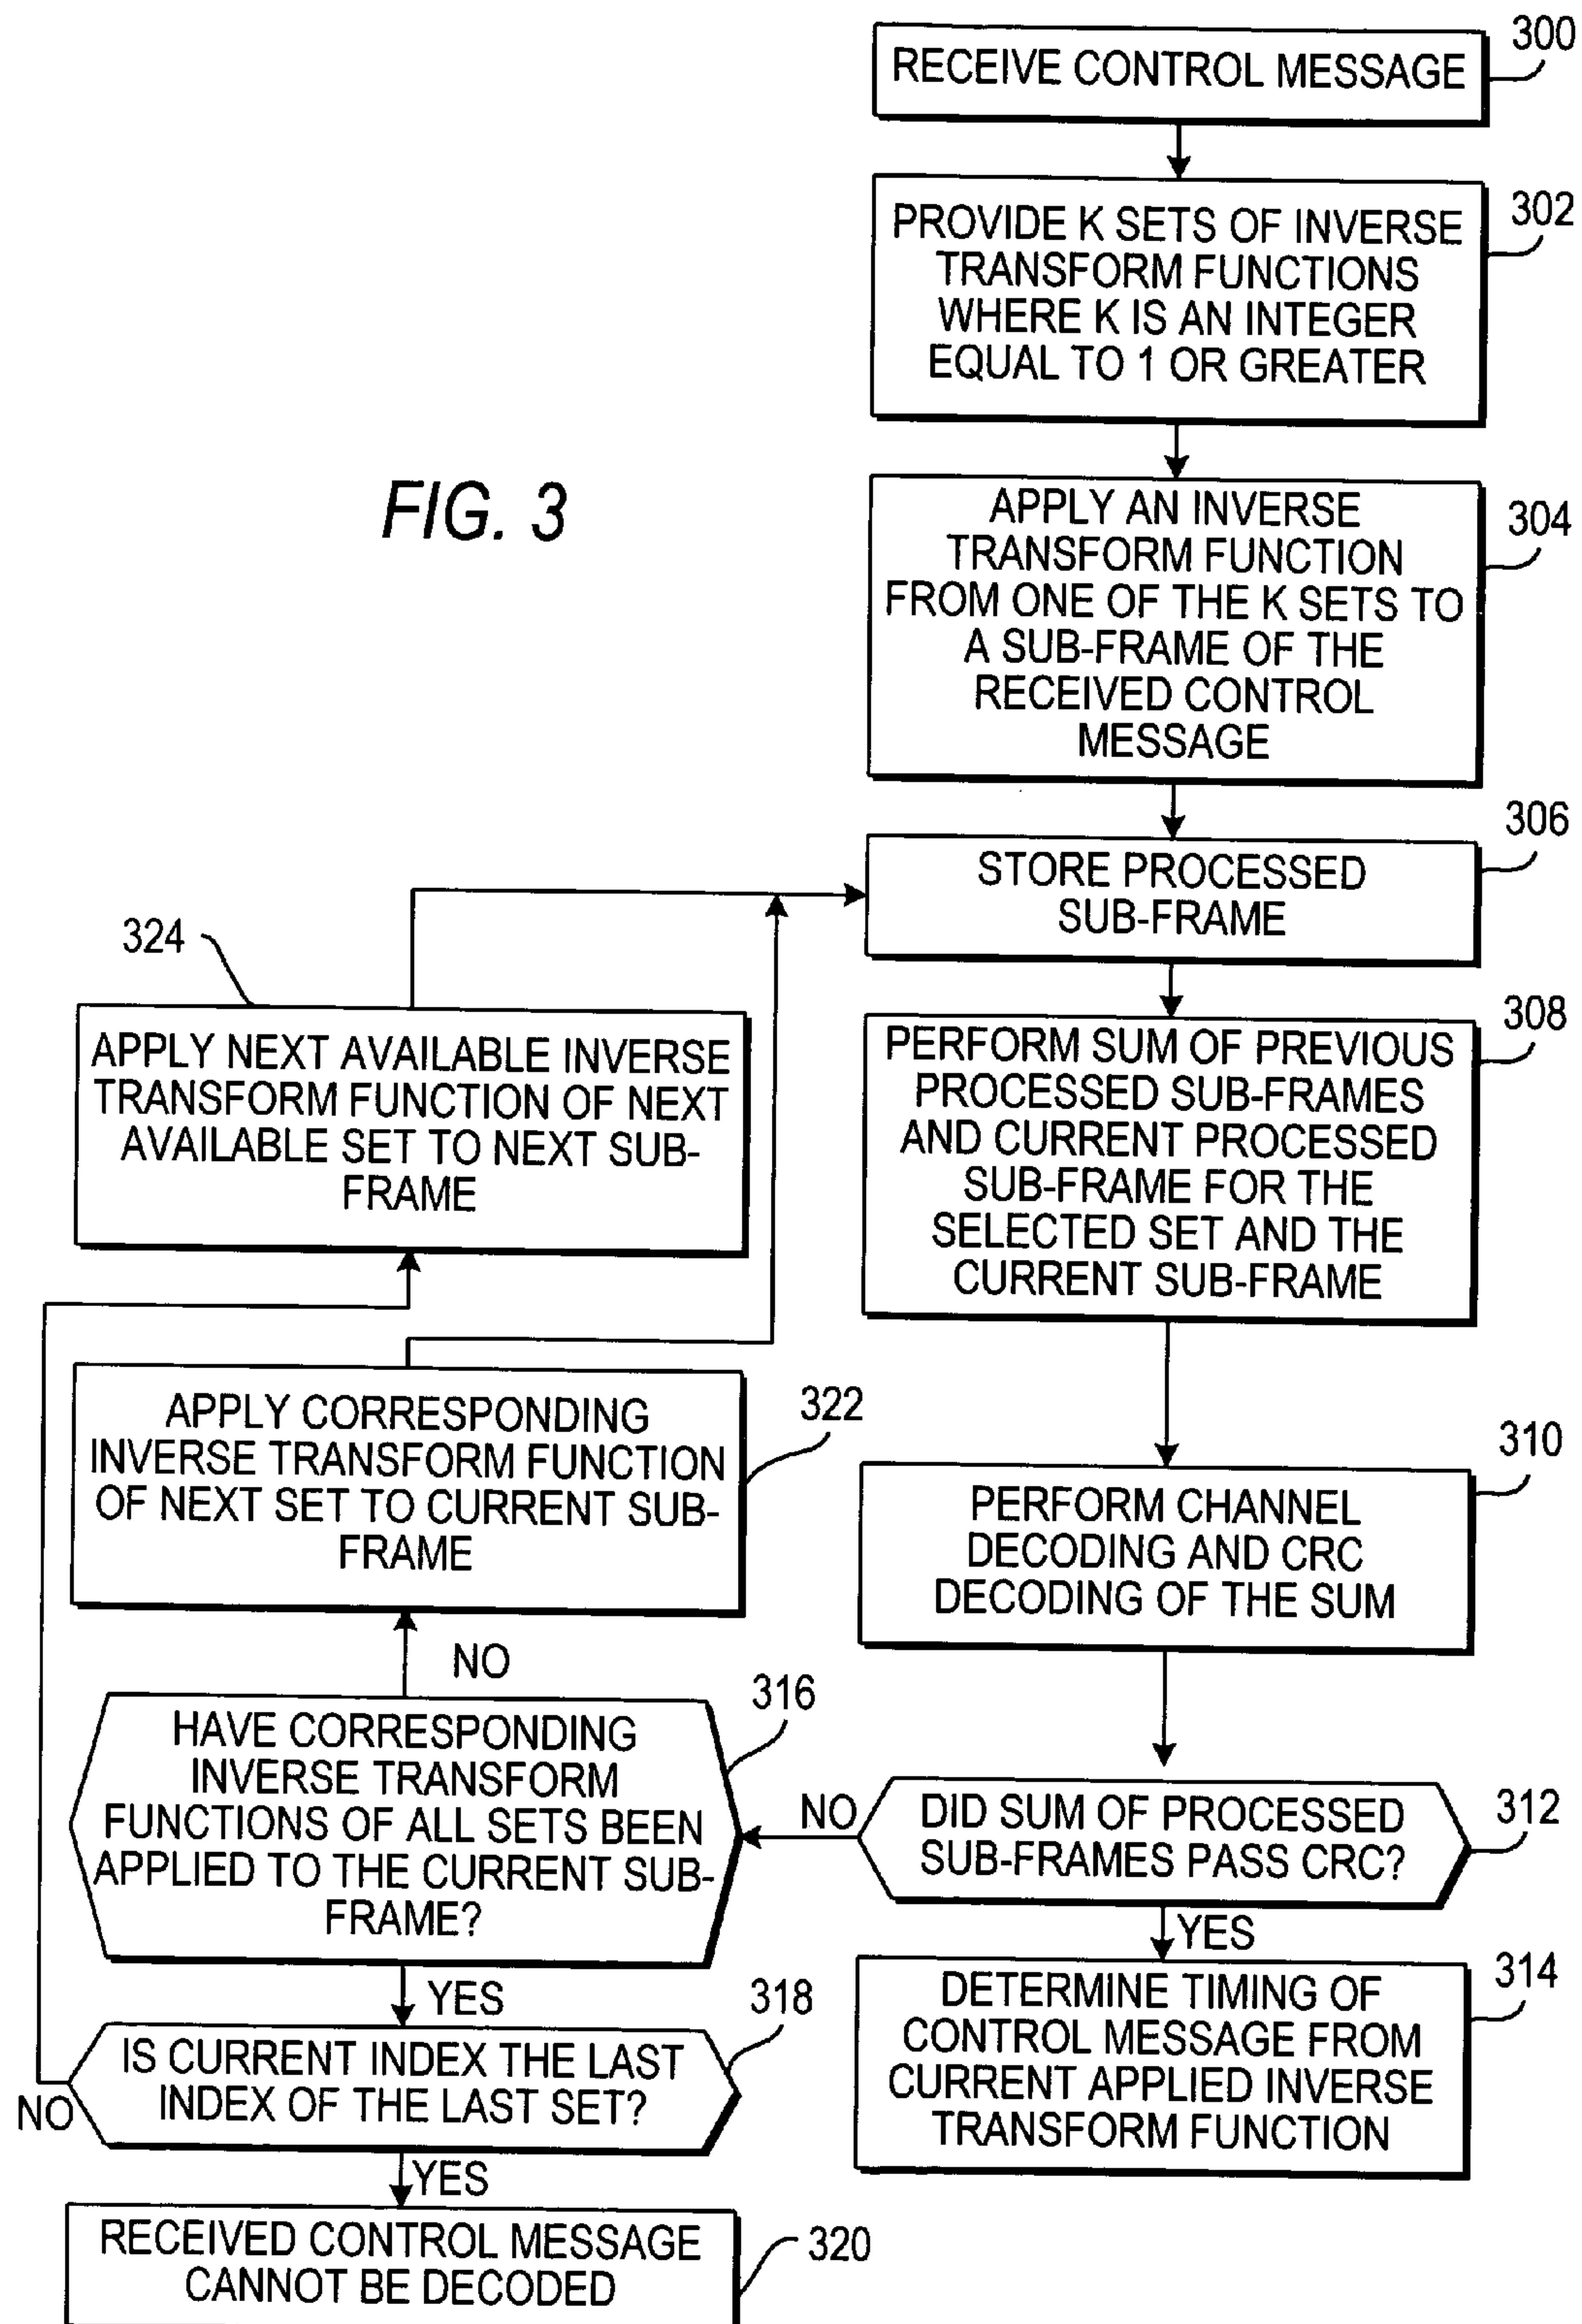 300
RECEIVE CONTROL MESSAGE
302
PROVIDE K SETS OF INVERSE
TRANSFORM FUNCTIONS
WHERE K IS AN INTEGER
EQUAL TO 1 OR GREATER
FIG. 3
304
APPLY AN INVERSE
TRANSFORM FUNCTION
FROM ONE OF THE K SETS TO
A SUB-FRAME OF THE
RECEIVED CONTROL
MESSAGE
306
STORE PROCESSED
SUB-FRAME
308
PERFORM SUM OF PREVIOUS
PROCESSED SUB-FRAMES
AND CURRENT PROCESSED
SUB-FRAME FOR THE
SELECTED SET AND THE
CURRENT SUB-FRAME
310
PERFORM CHANNEL
DECODING AND CRC
DECODING OF THE SUM
312
DID SUM OF PROCESSED
SUB-FRAMES PASS CRC?
YES
314
DETERMINE TIMING OF
CONTROL MESSAGE FROM
CURRENT APPLIED INVERSE
TRANSFORM FUNCTION
NO
316
HAVE CORRESPONDING
INVERSE TRANSFORM
FUNCTIONS OF ALL SETS BEEN
APPLIED TO THE CURRENT SUB-
FRAME?
NO
322
APPLY CORRESPONDING
INVERSE TRANSFORM FUNCTION
OF NEXT SET TO CURRENT SUB-
FRAME
YES
318
IS CURRENT INDEX THE LAST
INDEX OF THE LAST SET?
NO
324
APPLY NEXT AVAILABLE INVERSE
TRANSFORM FUNCTION OF NEXT
AVAILABLE SET TO NEXT SUB-
FRAME
YES
320
RECEIVED CONTROL MESSAGE
CANNOT BE DECODED